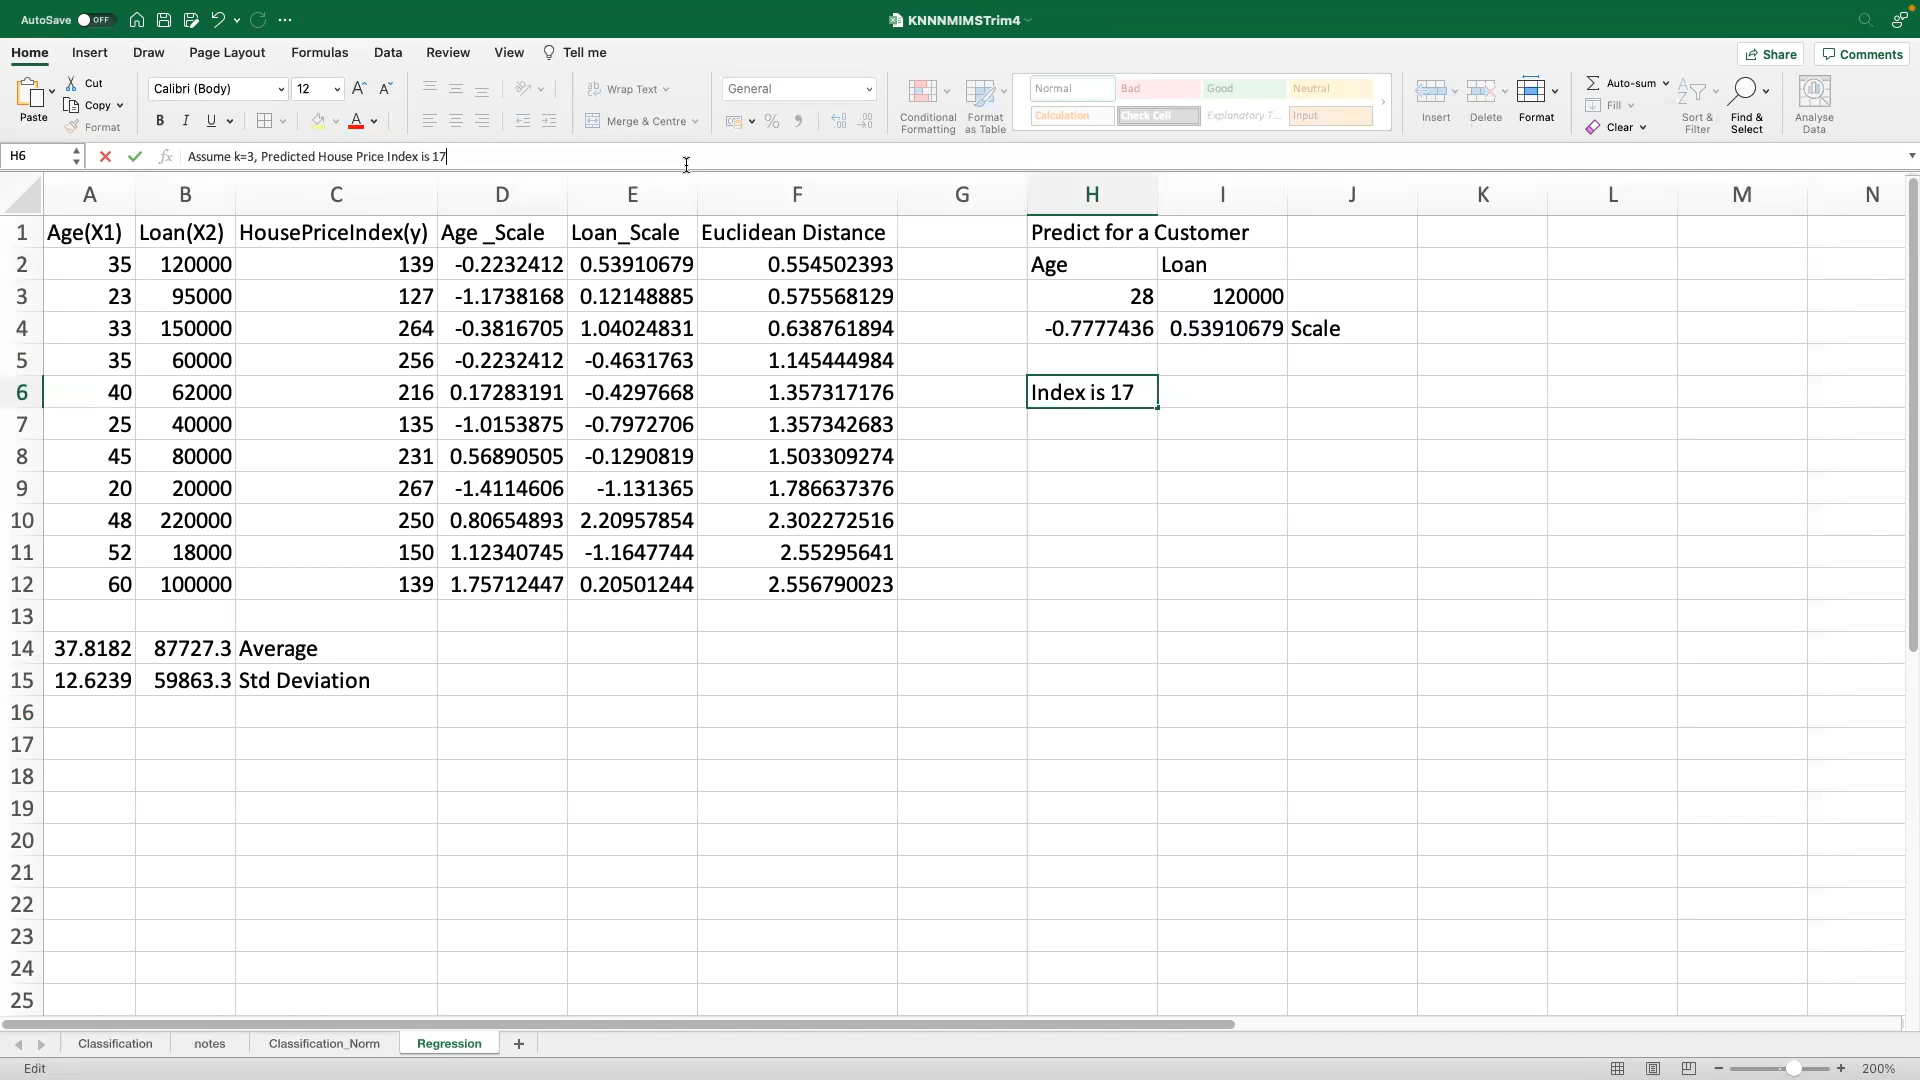 AutoSave OFF
KNNNMIMSTrim4
Home Insert Draw Page Layout Formulas Data Review View Tell me
Share Comments
Paste Cut Copy Format
Calibri (Body) 12 A A
B I U A
Wrap Text
Merge & Centre
General
%
Conditional Formatting
Format as Table
Normal Bad Good Neutral
Calculation Check Cell Explanatory T... Input
Insert Delete Format
Auto-sum
Fill
Clear
Sort & Filter
Find & Select
Analyse Data
H6 fx Assume k=3, Predicted House Price Index is 17
A B C D E F G H I J K L M N
1 Age(X1) Loan(X2) HousePriceIndex(y) Age _Scale Loan_Scale Euclidean Distance Predict for a Customer
2 35 120000 139 -0.2232412 0.53910679 0.554502393 Age Loan
3 23 95000 127 -1.1738168 0.12148885 0.575568129 28 120000
4 33 150000 264 -0.3816705 1.04024831 0.638761894 -0.7777436 0.53910679 Scale
5 35 60000 256 -0.2232412 -0.4631763 1.145444984
6 40 62000 216 0.17283191 -0.4297668 1.357317176 Index is 17
7 25 40000 135 -1.0153875 -0.7972706 1.357342683
8 45 80000 231 0.56890505 -0.1290819 1.503309274
9 20 20000 267 -1.4114606 -1.131365 1.786637376
10 48 220000 250 0.80654893 2.20957854 2.302272516
11 52 18000 150 1.12340745 -1.1647744 2.55295641
12 60 100000 139 1.75712447 0.20501244 2.556790023
13
14 37.8182 87727.3 Average
15 12.6239 59863.3 Std Deviation
16
17
18
19
20
21
22
23
24
25
Classification notes Classification_Norm Regression +
Edit 200%